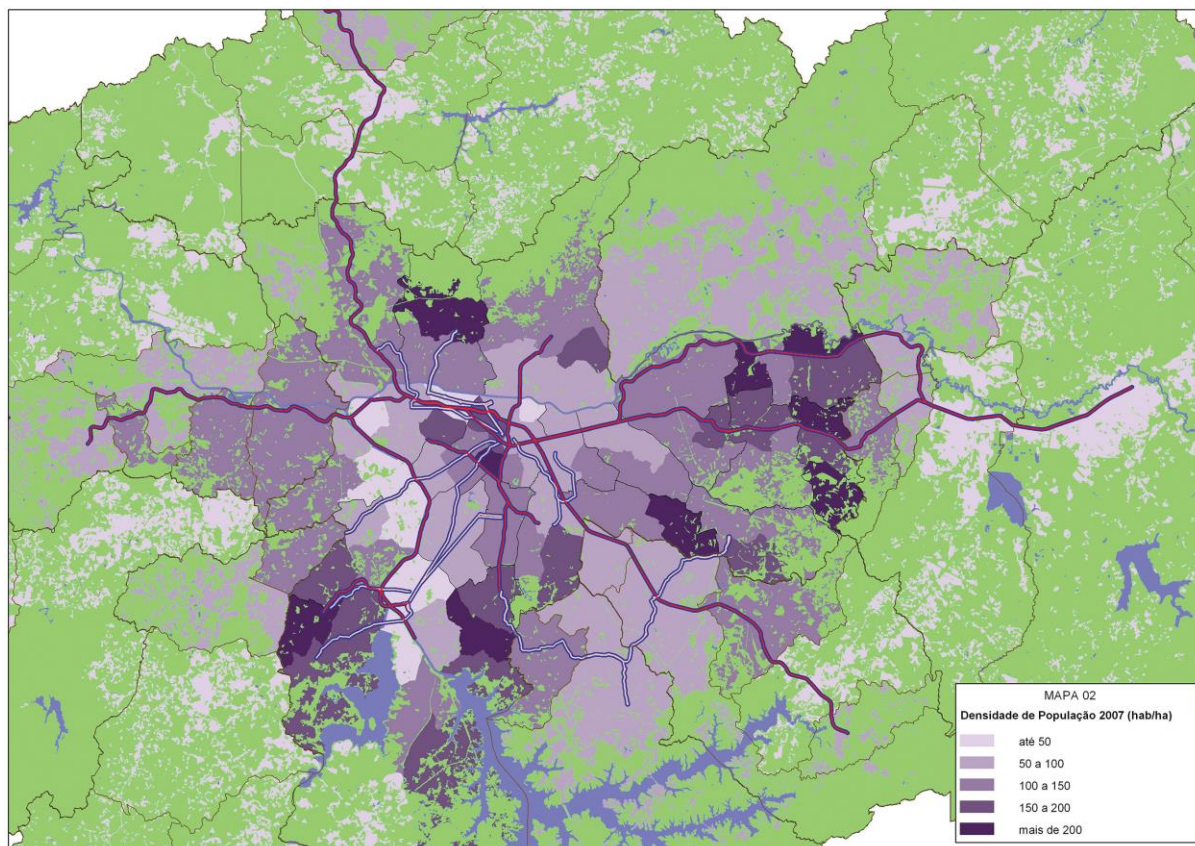 MAPA 02
Densidade de População 2007 (hab/ha)
até 50
50 a 100
100 a 150
150 a 200
mais de 200